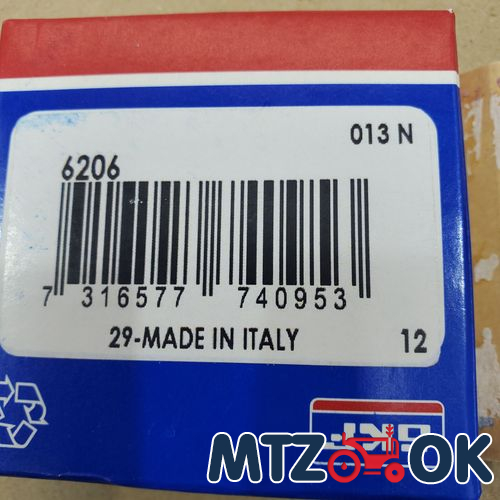 013 N
6206
7 316577 740953
29-MADE IN ITALY
12
MTZ OK